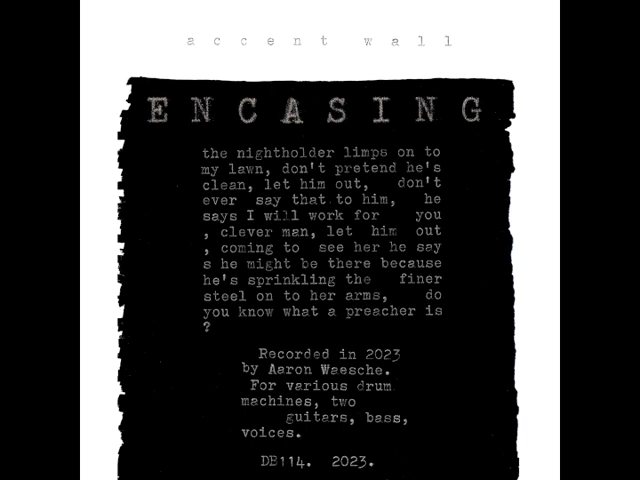 accent wall
ENCASING
the nightholder limps on to
my lawn, don't pretend he's
clean, let him out, don't
ever say that to him, he
says I will work for you
, clever man, let him out
, coming to see her he say
s he might be there because
he's sprinkling the finer
steel on to her arms, do
you know what a preacher is
?
Recorded in 2023
by Aaron Waesche.
For various drum
machines, two
guitars, bass,
voices.
DB114. 2023.